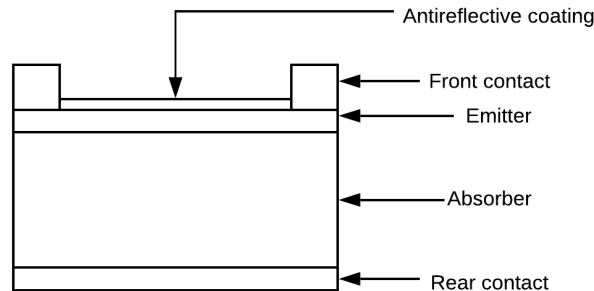 Antireflective coating
Front contact
Emitter
Absorber
Rear contact